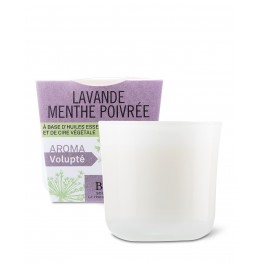 LAVANDE
MENTHE POIVRÉE
À BASE D'HUILES ESSE
ET DE CIRE VÉGÉTALE
AROMA
Volupté
B